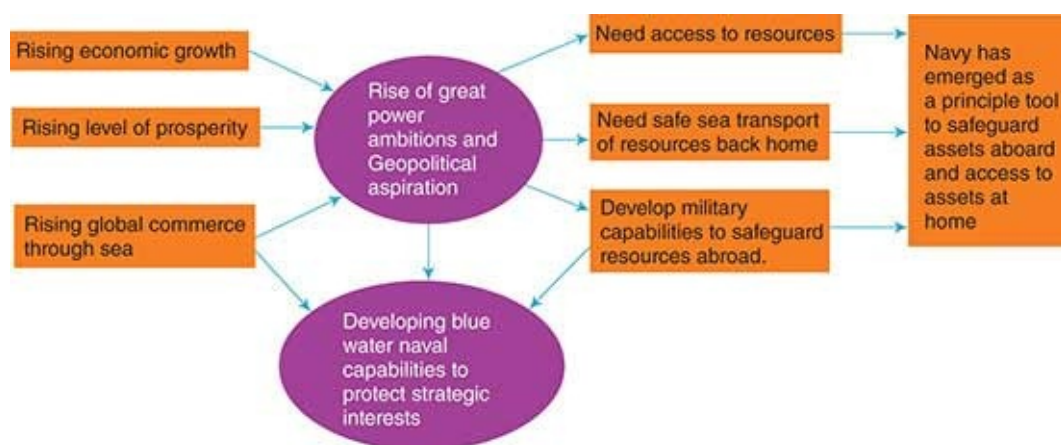 Rising economic growth
Rising level of prosperity
Rising global commerce
through sea
Rise of great
power
ambitions and
Geopolitical
aspiration
Developing blue
water naval
capabilities to
protect strategic
interests
Need access to resources
Need safe sea transport
of resources back home
Develop military
capabilities to safeguard
resources abroad.
Navy has
emerged as
a principle tool
to safeguard
assets aboard
and access to
assets at
home